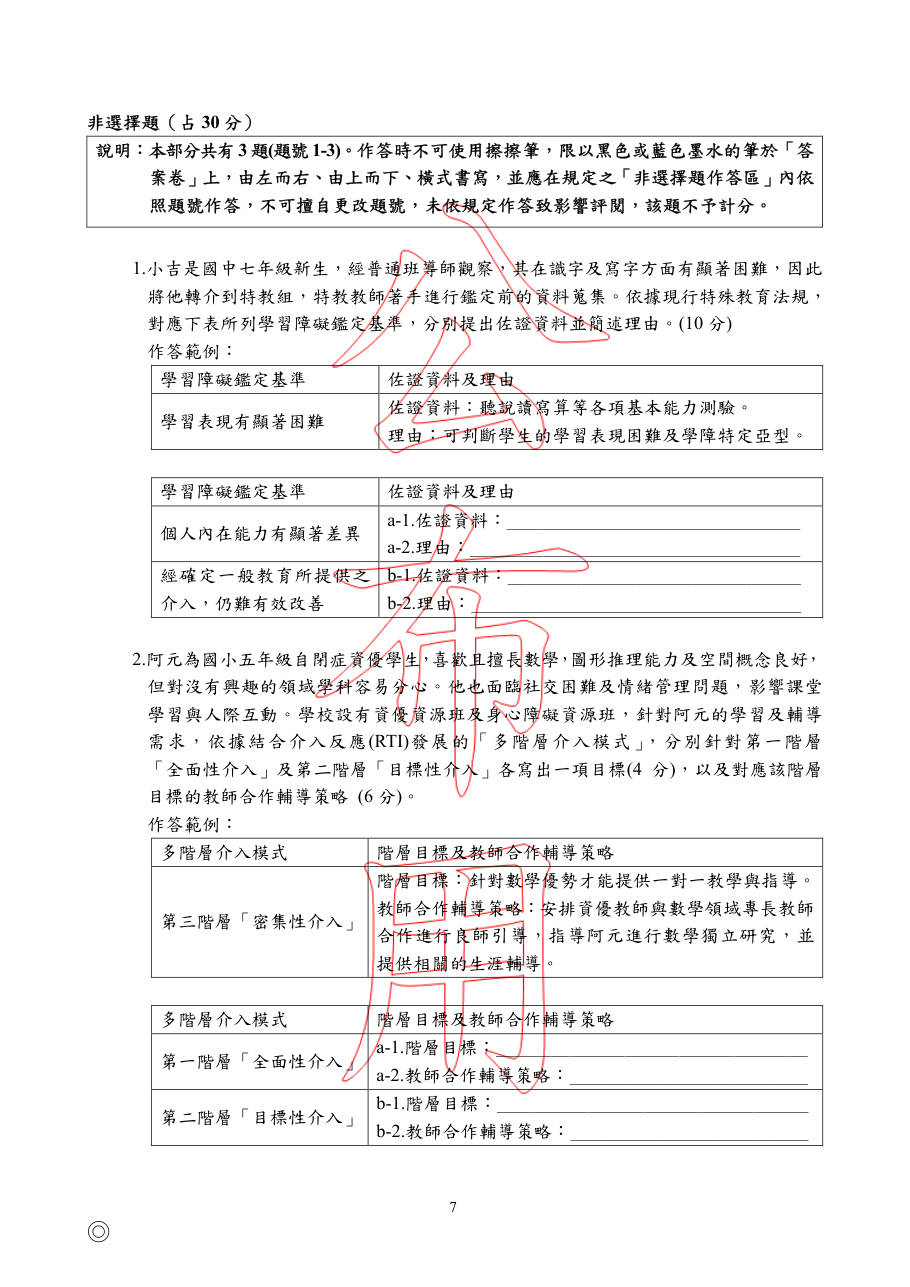 非選擇題（占 30 分）
說明：本部分共有 3 題(題號 1-3)。作答時不可使用擦擦筆，限以黑色或藍色墨水的筆於「答
案卷」上，由左而右、由上而下、橫式書寫，並應在規定之「非選擇題作答區」內依
照題號作答，不可擅自更改題號，未依規定作答致影響評閱，該題不予計分。
1.小吉是國中七年級新生，經普通班導師觀察，其在識字及寫字方面有顯著困難，因此
將他轉介到特教組，特教教師著手進行鑑定前的資料蒐集。依據現行特殊教育法規，
對應下表所列學習障礙鑑定基準，分別提出佐證資料並簡述理由。(10 分)
作答範例：
學習障礙鑑定基準 佐證資料及理由
學習表現有顯著困難 佐證資料：聽說讀寫算等各項基本能力測驗。
理由：可判斷學生的學習表現困難及學障特定亞型。
學習障礙鑑定基準 佐證資料及理由
個人內在能力有顯著差異 a-1.佐證資料：
a-2.理由：
經確定一般教育所提供之 b-1.佐證資料：
介入，仍難有效改善 b-2.理由：
2.阿元為國小五年級自閉症資優學生，喜歡且擅長數學，圖形推理能力及空間概念良好，
但對沒有興趣的領域學科容易分心。他也面臨社交困難及情緒管理問題，影響課堂
學習與人際互動。學校設有資優資源班及身心障礙資源班，針對阿元的學習及輔導
需求，依據結合介入反應(RTI)發展的「多階層介入模式」，分別針對第一階層
「全面性介入」及第二階層「目標性介入」各寫出一項目標(4 分)，以及對應該階層
目標的教師合作輔導策略 (6 分)。
作答範例：
多階層介入模式 階層目標及教師合作輔導策略
第三階層「密集性介入」 階層目標：針對數學優勢才能提供一對一教學與指導。
教師合作輔導策略：安排資優教師與數學領域專長教師
合作進行良師引導，指導阿元進行數學獨立研究，並
提供相關的生涯輔導。
多階層介入模式 階層目標及教師合作輔導策略
第一階層「全面性介入」 a-1.階層目標：
a-2.教師合作輔導策略：
第二階層「目標性介入」 b-1.階層目標：
b-2.教師合作輔導策略：
公布用
7